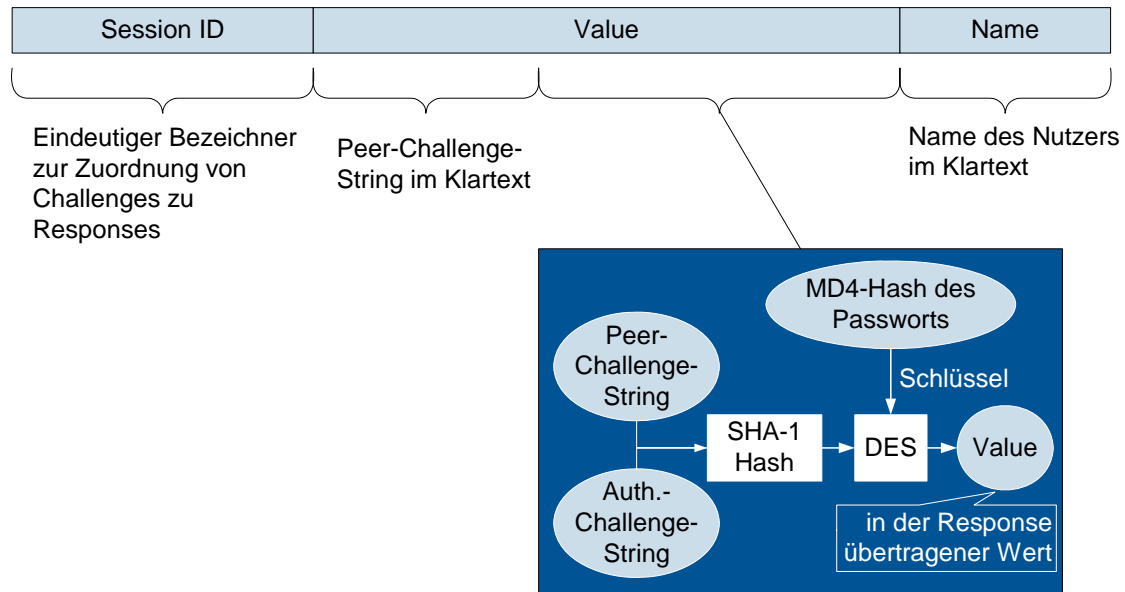 Session ID
Value
Name
Eindeutiger Bezeichner
zur Zuordnung von
Challenges zu
Responses
Peer-Challenge-
String im Klartext
Name des Nutzers
im Klartext
MD4-Hash des
Passworts
Peer-
Challenge-
String
Schlüssel
SHA-1
Hash
DES
Value
Auth.-
Challenge-
String
in der Response
übertragener Wert